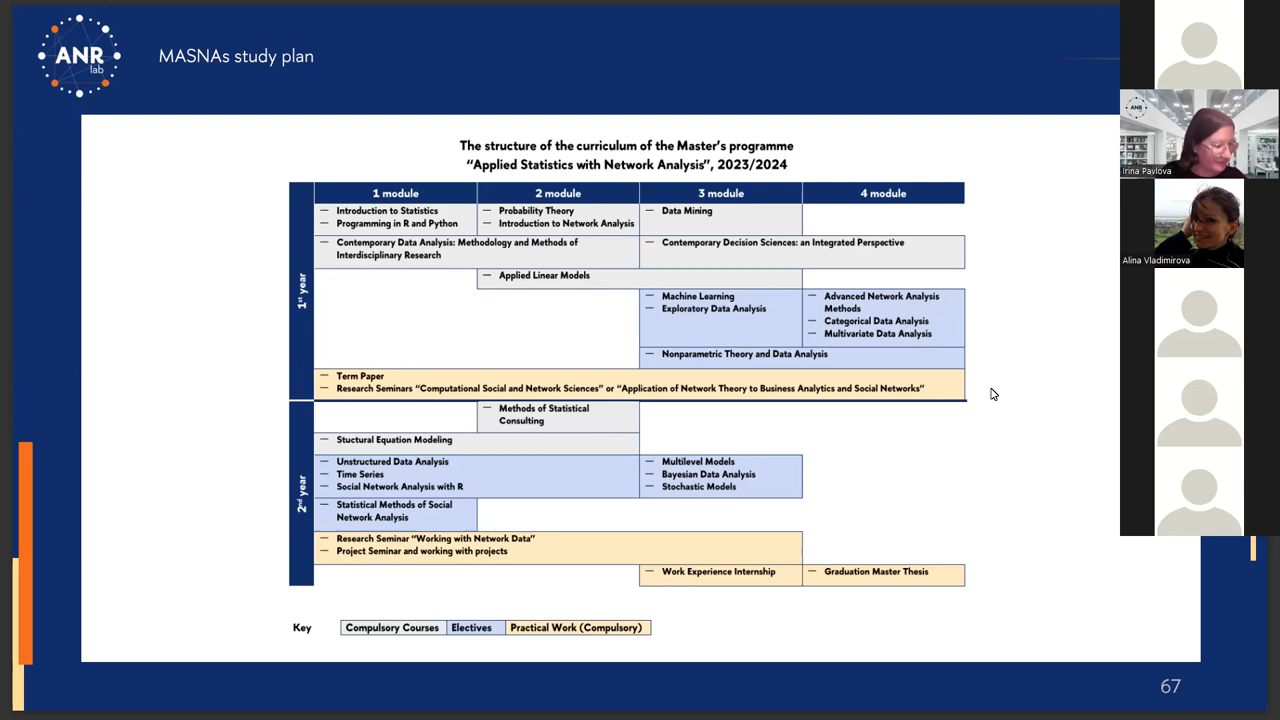 ANR
lab
MASNAs study plan
The structure of the curriculum of the Master's programme
"Applied Statistics with Network Analysis", 2023/2024
1 module
2 module
3 module
4 module
1st year
— Introduction to Statistics
— Programming in R and Python
— Probability Theory
— Introduction to Network Analysis
— Data Mining
— Contemporary Data Analysis: Methodology and Methods of
Interdisciplinary Research
— Contemporary Decision Sciences: an Integrated Perspective
— Applied Linear Models
— Machine Learning
— Exploratory Data Analysis
— Advanced Network Analysis
Methods
— Categorical Data Analysis
— Multivariate Data Analysis
— Nonparametric Theory and Data Analysis
— Term Paper
— Research Seminars "Computational Social and Network Sciences" or "Application of Network Theory to Business Analytics and Social Networks"
2nd year
— Methods of Statistical
Consulting
— Stuctural Equation Modeling
— Unstructured Data Analysis
— Time Series
— Social Network Analysis with R
— Multilevel Models
— Bayesian Data Analysis
— Stochastic Models
— Statistical Methods of Social
Network Analysis
— Research Seminar "Working with Network Data"
— Project Seminar and working with projects
— Work Experience Internship
— Graduation Master Thesis
Key
Compulsory Courses
Electives
Practical Work (Compulsory)
67
ANR
Irina Pavlova
Alina Vladimirova